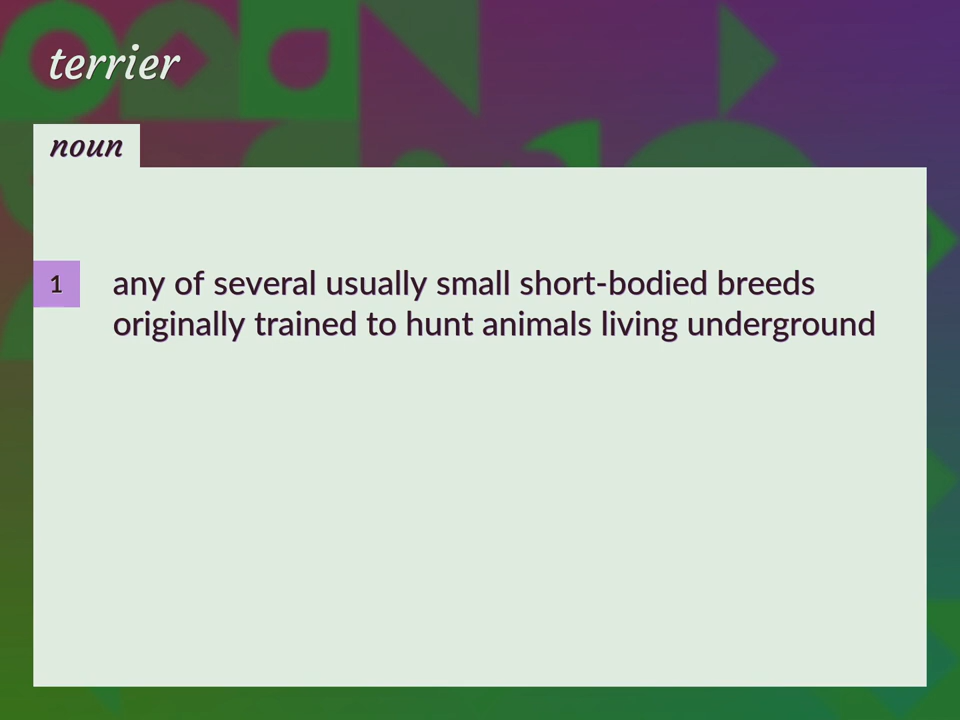 terrier
noun
1
any of several usually small short-bodied breeds
originally trained to hunt animals living underground